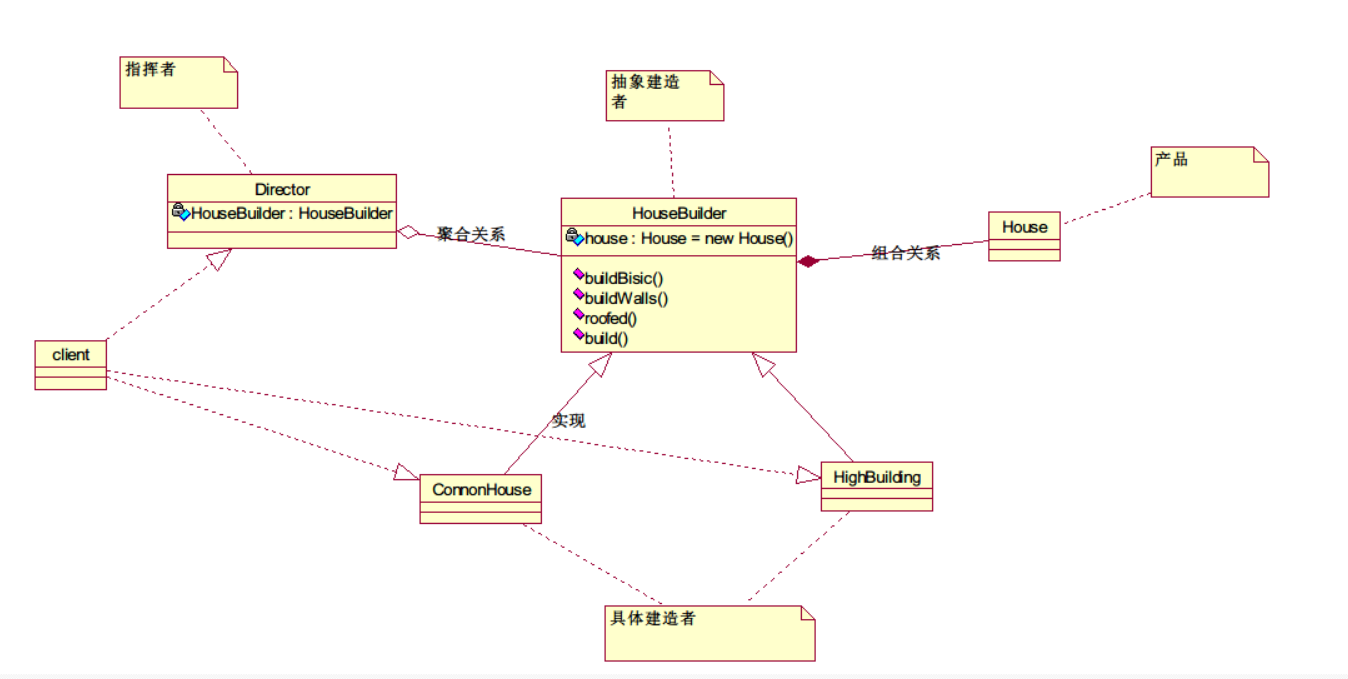 指挥者
抽象建造
者
产品
Director
HouseBuilder : HouseBuilder
聚合关系
HouseBuilder
house : House = new House()
buildBisic()
buildWalls()
roofed()
build()
组合关系
House
client
实现
ConnonHouse
HighBuilding
具体建造者